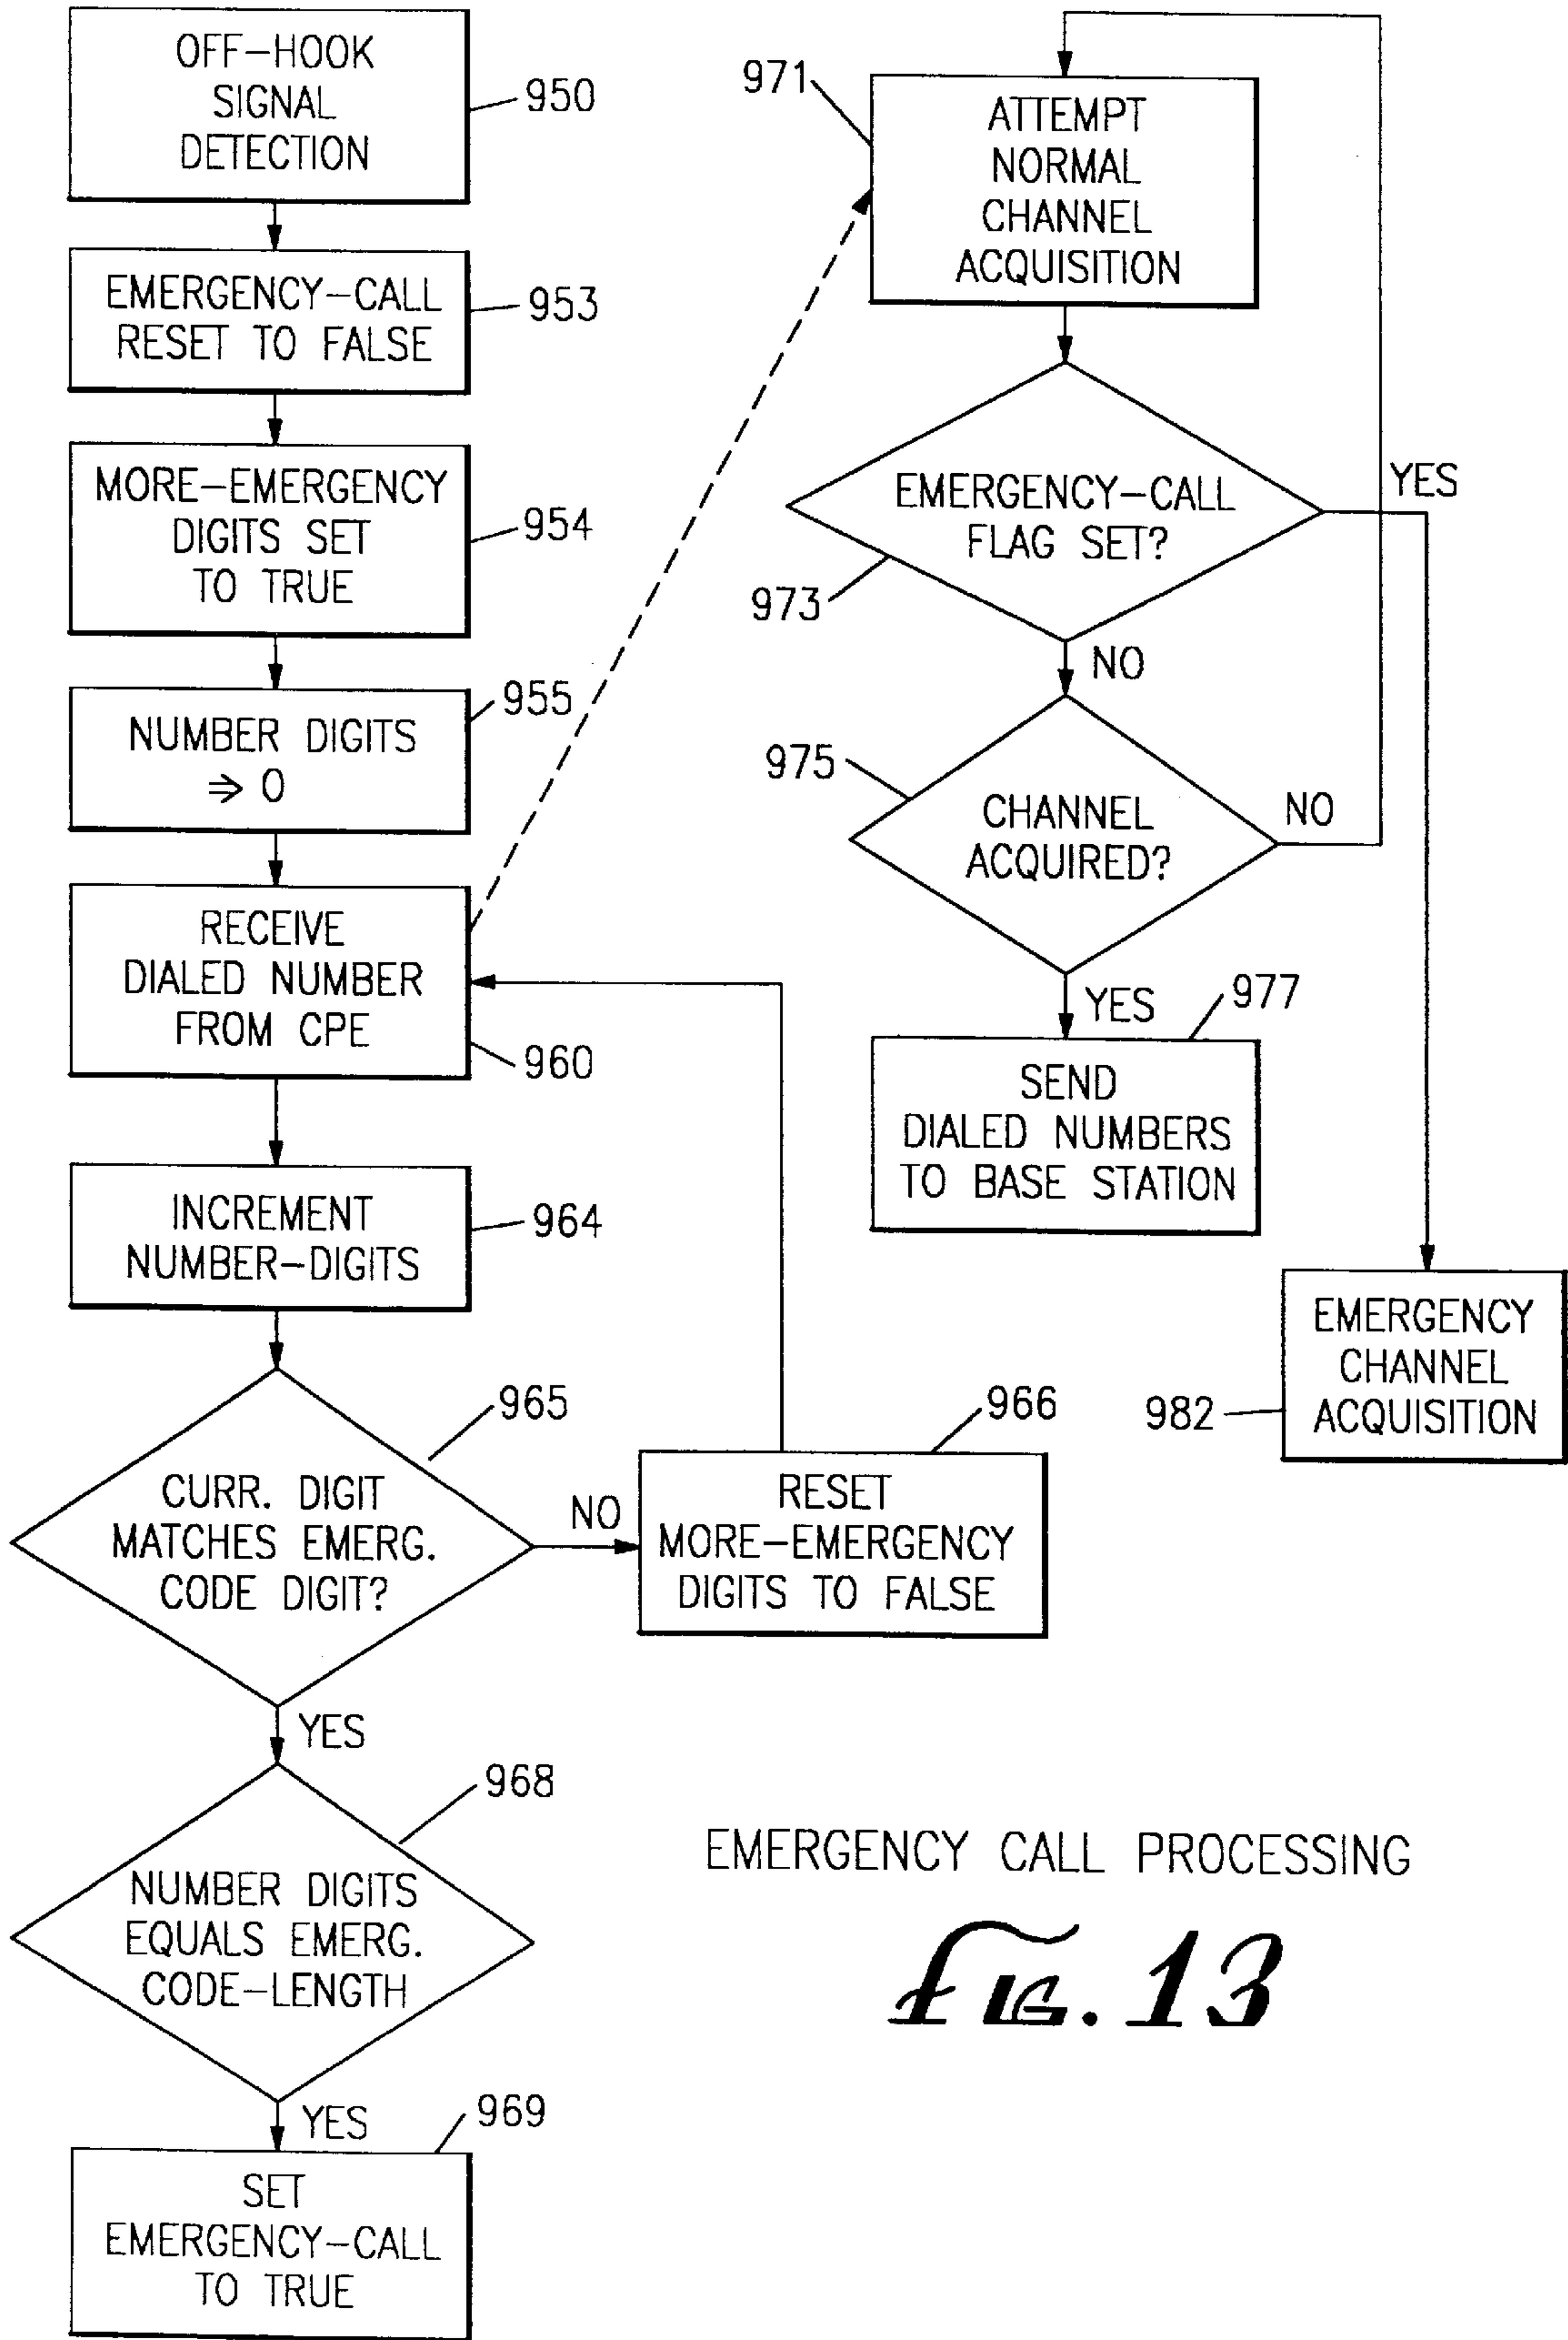 OFF-HOOK
SIGNAL
DETECTION
950
EMERGENCY-CALL
RESET TO FALSE
953
MORE-EMERGENCY
DIGITS SET
TO TRUE
954
NUMBER DIGITS
⇒ 0
955
RECEIVE
DIALED NUMBER
FROM CPE
960
INCREMENT
NUMBER-DIGITS
964
CURR. DIGIT
MATCHES EMERG.
CODE DIGIT?
965
NO
RESET
MORE-EMERGENCY
DIGITS TO FALSE
966
YES
NUMBER DIGITS
EQUALS EMERG.
CODE-LENGTH
968
YES
SET
EMERGENCY-CALL
TO TRUE
969
971
ATTEMPT
NORMAL
CHANNEL
ACQUISITION
EMERGENCY-CALL
FLAG SET?
973
YES
NO
975
CHANNEL
ACQUIRED?
NO
YES
977
SEND
DIALED NUMBERS
TO BASE STATION
EMERGENCY
CHANNEL
ACQUISITION
982
EMERGENCY CALL PROCESSING
FIG. 13